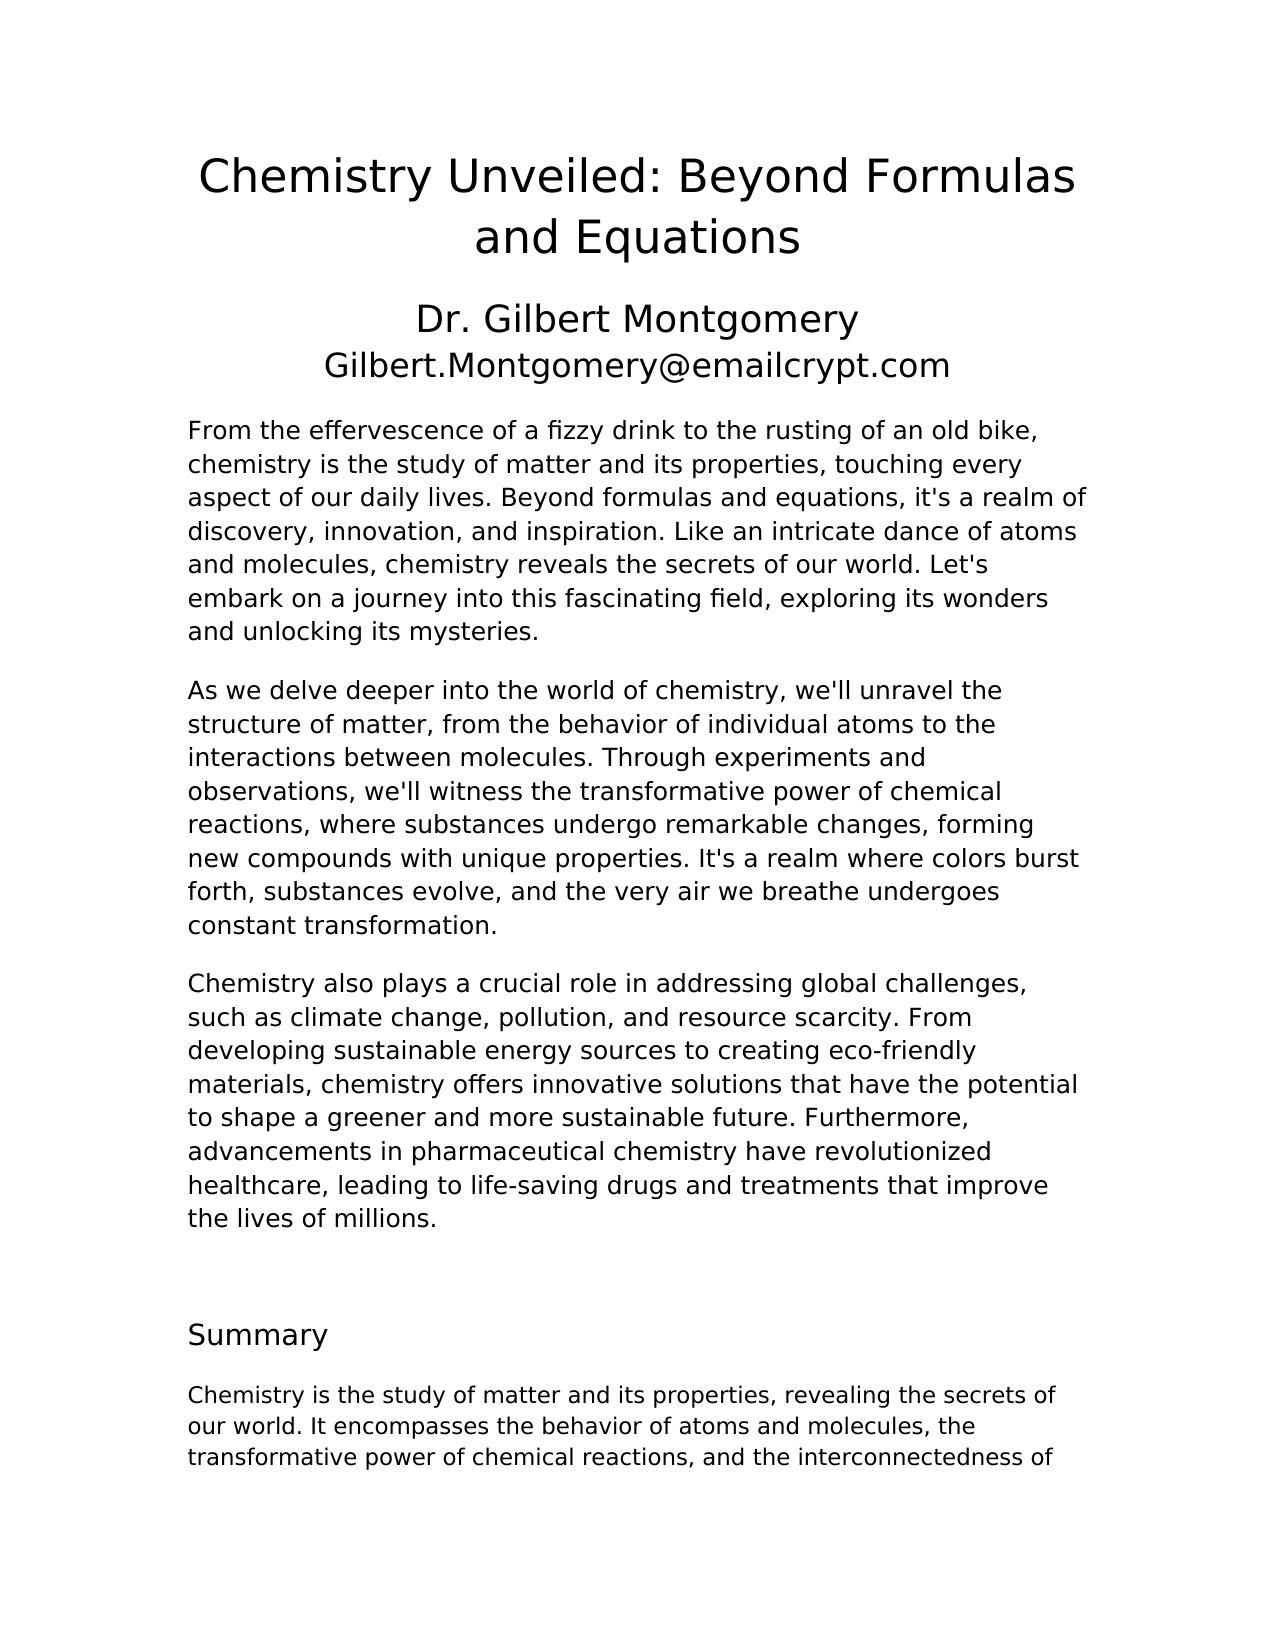 Chemistry Unveiled: Beyond Formulas
and Equations
Dr. Gilbert Montgomery
Gilbert.Montgomery@emailcrypt.com
From the effervescence of a fizzy drink to the rusting of an old bike,
chemistry is the study of matter and its properties, touching every
aspect of our daily lives. Beyond formulas and equations, it's a realm of
discovery, innovation, and inspiration. Like an intricate dance of atoms
and molecules, chemistry reveals the secrets of our world. Let's
embark on a journey into this fascinating field, exploring its wonders
and unlocking its mysteries.
As we delve deeper into the world of chemistry, we'll unravel the
structure of matter, from the behavior of individual atoms to the
interactions between molecules. Through experiments and
observations, we'll witness the transformative power of chemical
reactions, where substances undergo remarkable changes, forming
new compounds with unique properties. It's a realm where colors burst
forth, substances evolve, and the very air we breathe undergoes
constant transformation.
Chemistry also plays a crucial role in addressing global challenges,
such as climate change, pollution, and resource scarcity. From
developing sustainable energy sources to creating eco-friendly
materials, chemistry offers innovative solutions that have the potential
to shape a greener and more sustainable future. Furthermore,
advancements in pharmaceutical chemistry have revolutionized
healthcare, leading to life-saving drugs and treatments that improve
the lives of millions.
Summary
Chemistry is the study of matter and its properties, revealing the secrets of
our world. It encompasses the behavior of atoms and molecules, the
transformative power of chemical reactions, and the interconnectedness of